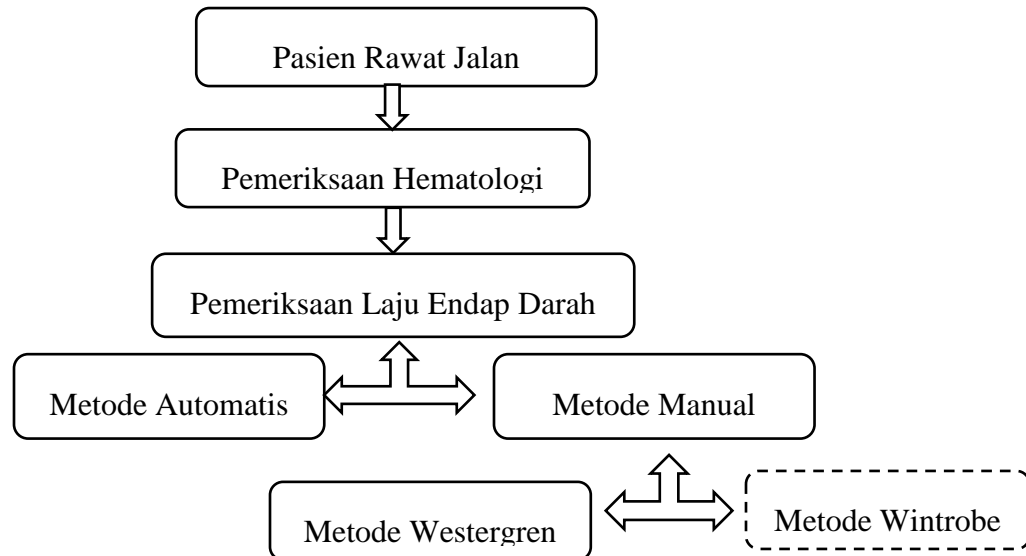 Pasien Rawat Jalan
Pemeriksaan Hematologi
Pemeriksaan Laju Endap Darah
Metode Automatis
Metode Manual
Metode Westergren
Metode Wintrobe